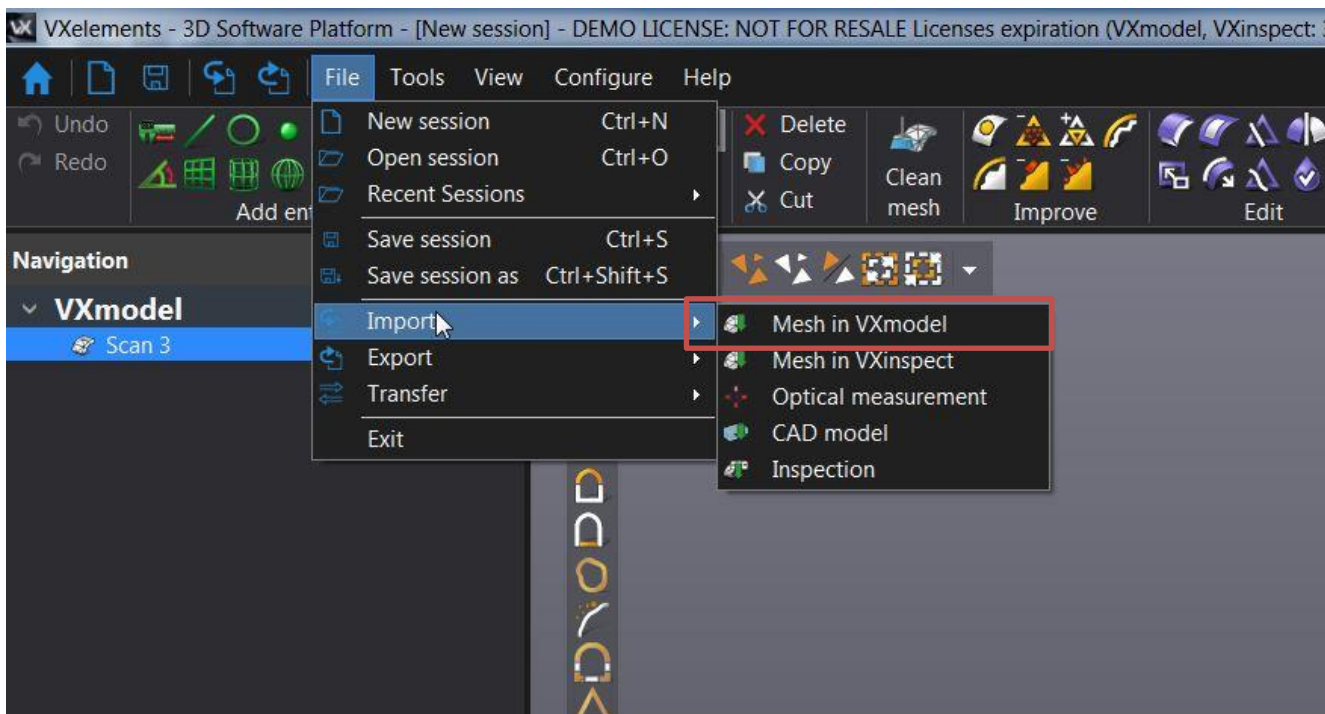 VXelements - 3D Software Platform - [New session] - DEMO LICENSE: NOT FOR RESALE Licenses expiration (VXmodel, VXinspect:
File Tools View Configure Help
Undo
Redo
Add
New session Ctrl+N
Open session Ctrl+O
Recent Sessions
Save session Ctrl+S
Save session as Ctrl+Shift+S
Import
Export
Transfer
Exit
Delete
Copy
Cut
Clean
mesh
Improve
Edit
Navigation
VXmodel
Scan 3
Mesh in VXmodel
Mesh in VXinspect
Optical measurement
CAD model
Inspection